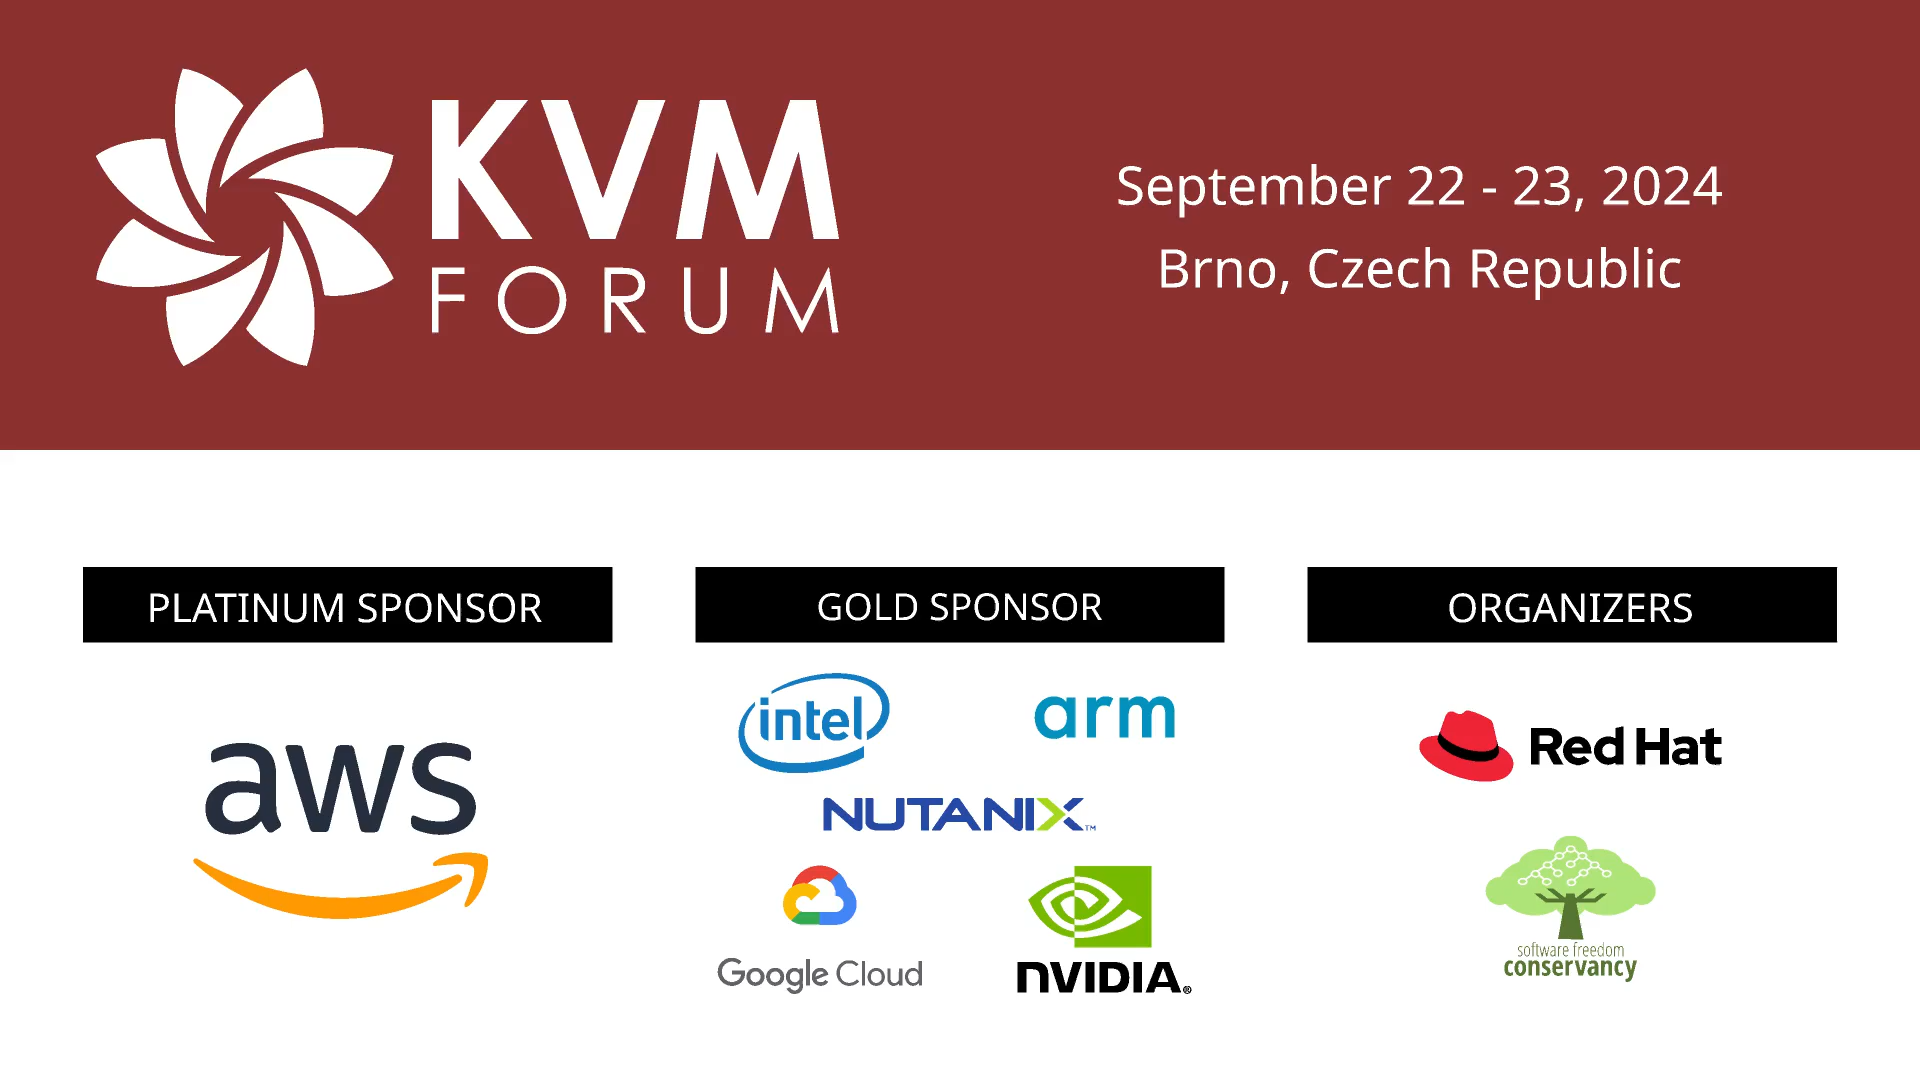 KVM
FORUM
September 22 - 23, 2024
Brno, Czech Republic
PLATINUM SPONSOR
aws
GOLD SPONSOR
intel
arm
NUTANIX™
Google Cloud
NVIDIA®
ORGANIZERS
Red Hat
software freedom
conservancy